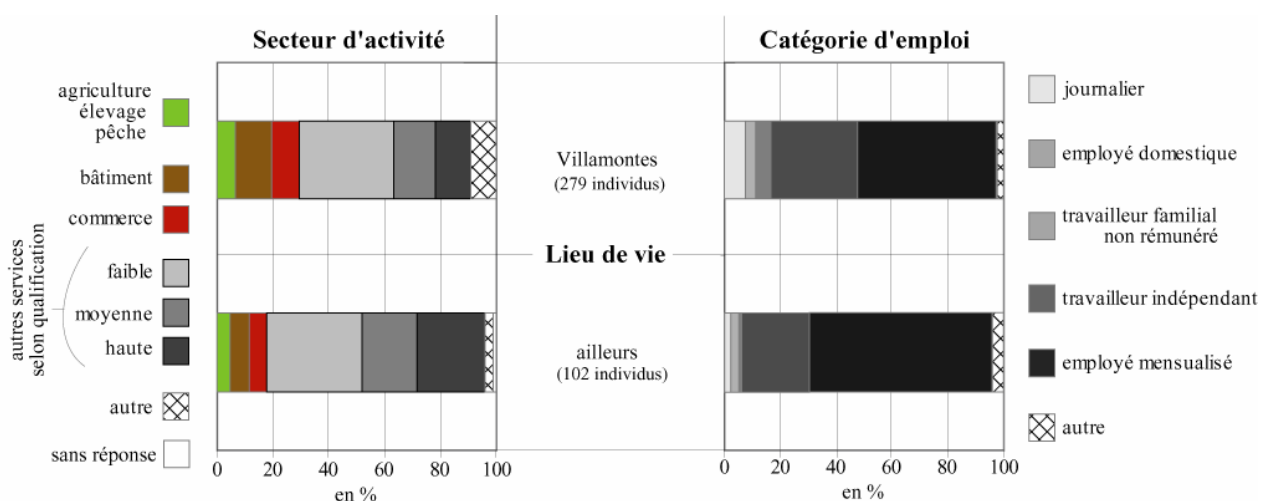 Secteur d'activité
Catégorie d'emploi
agriculture
élevage
pêche
bâtiment
commerce
autres services
selon qualification
faible
moyenne
haute
autre
sans réponse
0 20 40 60 80 100
en %
Villamontes
(279 individus)
Lieu de vie
ailleurs
(102 individus)
0 20 40 60 80 100
en %
journalier
employé domestique
travailleur familial
non rémunéré
travailleur indépendant
employé mensualisé
autre